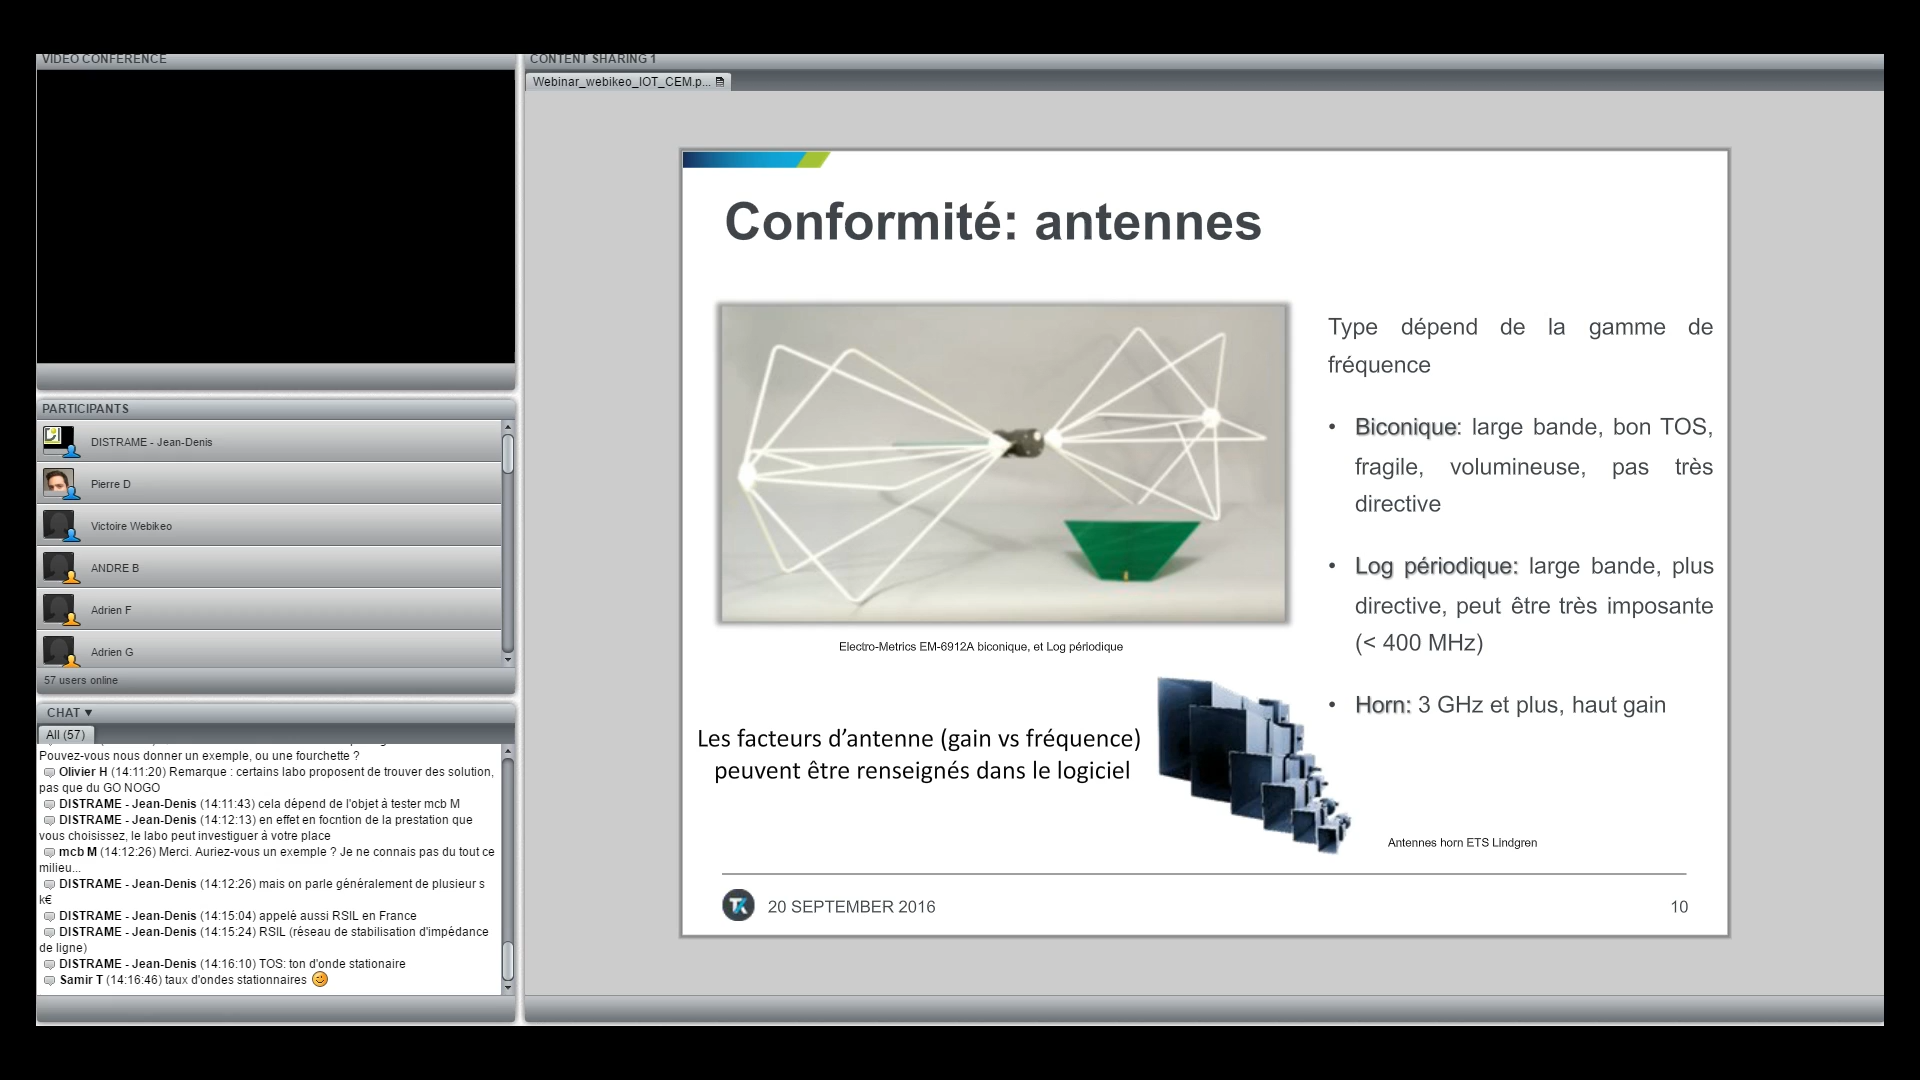 VIDEO CONFERENCE
PARTICIPANTS
DISTRAME - Jean-Denis
Pierre D
Victoire Webikeo
ANDRE B
Adrien F
Adrien G
57 users online
CHAT ▼
All (57)
Pouvez-vous nous donner un exemple, ou une fourchette ?
Olivier H (14:11:20) Remarque : certains labo proposent de trouver des solution,
pas que du GO NOGO
DISTRAME - Jean-Denis (14:11:43) cela dépend de l'objet à tester mcb M
DISTRAME - Jean-Denis (14:12:13) en effet en focntion de la prestation que
vous choisissez, le labo peut investiguer à votre place
mcb M (14:12:26) Merci. Auriez-vous un exemple ? Je ne connais pas du tout ce
milieu...
DISTRAME - Jean-Denis (14:12:26) mais on parle généralement de plusieur s
k€
DISTRAME - Jean-Denis (14:15:04) appelé aussi RSIL en France
DISTRAME - Jean-Denis (14:15:24) RSIL (réseau de stabilisation d'impédance
de ligne)
DISTRAME - Jean-Denis (14:16:10) TOS: ton d'onde stationaire
Samir T (14:16:46) taux d'ondes stationnaires
CONTENT SHARING 1
Webinar_webikeo_IOT_CEM.p...
Conformité: antennes
Electro-Metrics EM-6912A biconique, et Log périodique
Type dépend de la gamme de
fréquence
• Biconique: large bande, bon TOS,
fragile, volumineuse, pas très
directive
• Log périodique: large bande, plus
directive, peut être très imposante
(< 400 MHz)
• Horn: 3 GHz et plus, haut gain
Les facteurs d'antenne (gain vs fréquence)
peuvent être renseignés dans le logiciel
Antennes horn ETS Lindgren
TK
20 SEPTEMBER 2016
10